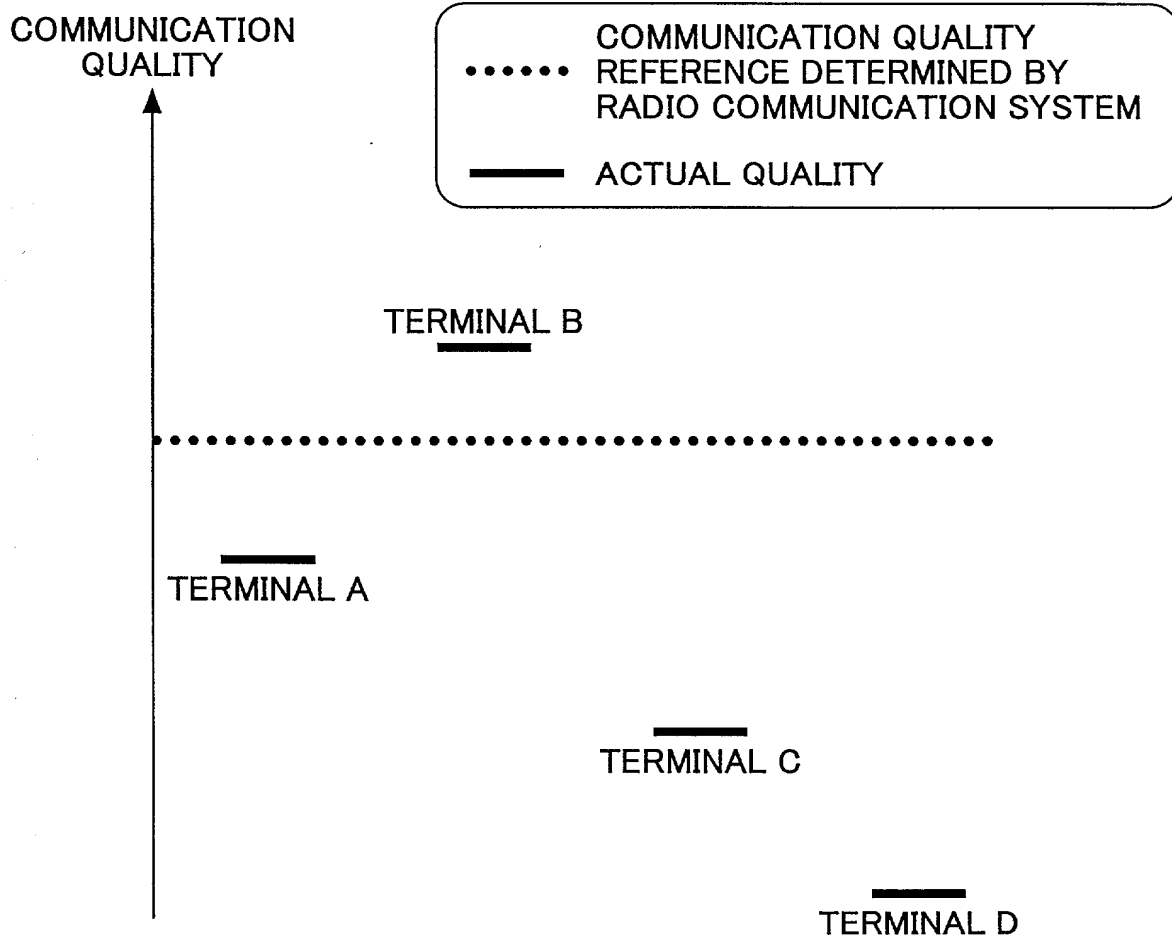 COMMUNICATION
QUALITY
COMMUNICATION QUALITY
REFERENCE DETERMINED BY
RADIO COMMUNICATION SYSTEM
ACTUAL QUALITY
TERMINAL B
TERMINAL A
TERMINAL C
TERMINAL D